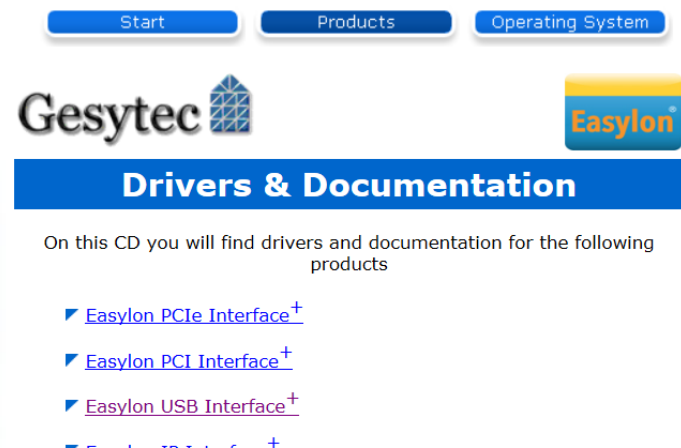 Start Products Operating System
Gesytec Easylon®
Drivers & Documentation
On this CD you will find drivers and documentation for the following
products
Easylon PCIe Interface+
Easylon PCI Interface+
Easylon USB Interface+